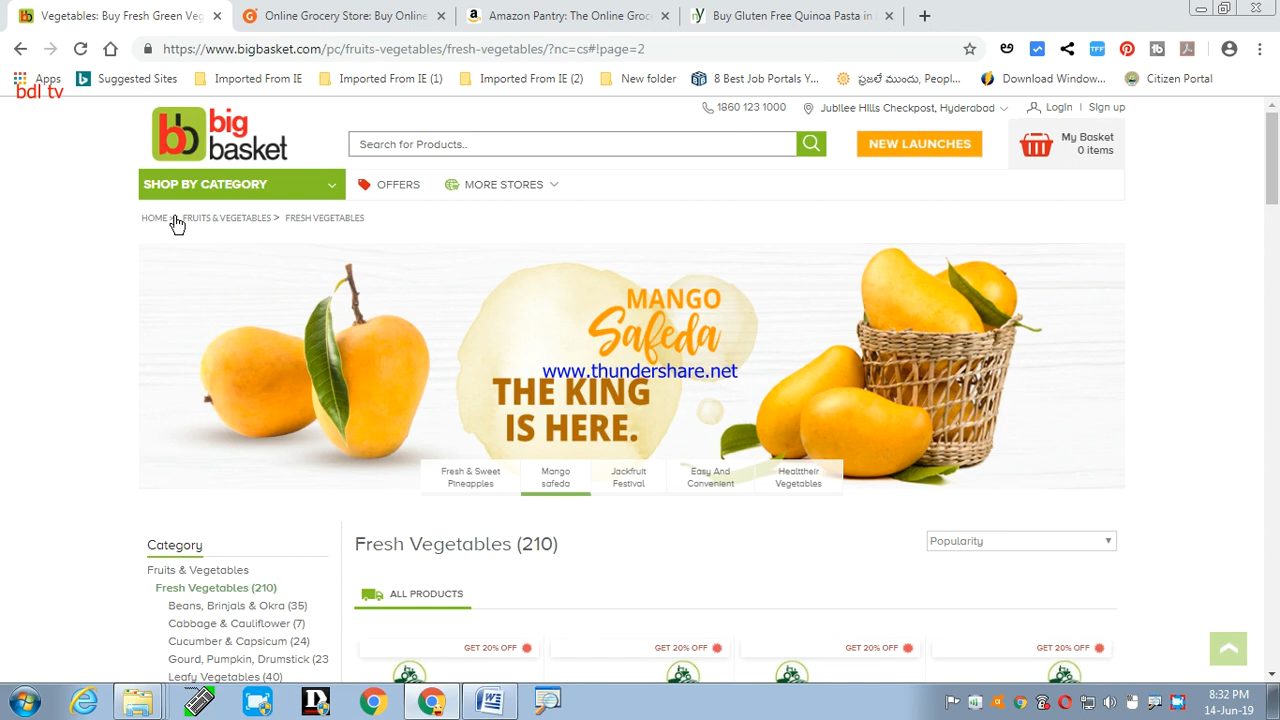 Vegetables: Buy Fresh Green Veg
Online Grocery Store: Buy Online
Amazon Pantry: The Online Groce
Buy Gluten Free Quinoa Pasta in
https://www.bigbasket.com/pc/fruits-vegetables/fresh-vegetables/?nc=cs#!page=2
Apps
Suggested Sites
Imported From IE
Imported From IE (1)
Imported From IE (2)
New folder
6 Best Job Portals Y...
ప్రజలే ముందు, Peopl...
Download Window...
Citizen Portal
bdl tv
1860 123 1000
Jubilee Hills Checkpost, Hyderabad
Login | Sign up
big
basket
Search for Products..
NEW LAUNCHES
My Basket
0 items
SHOP BY CATEGORY
OFFERS
MORE STORES
HOME > FRUITS & VEGETABLES > FRESH VEGETABLES
MANGO
Safeda
www.thundershare.net
THE KING
IS HERE.
Fresh & Sweet
Pineapples
Mango
safeda
Jackfruit
Festival
Easy And
Convenient
Healttheir
Vegetables
Category
Fruits & Vegetables
Fresh Vegetables (210)
Beans, Brinjals & Okra (35)
Cabbage & Cauliflower (7)
Cucumber & Capsicum (24)
Gourd, Pumpkin, Drumstick (23
Leafy Vegetables (40)
Fresh Vegetables (210)
Popularity
ALL PRODUCTS
GET 20% OFF
GET 20% OFF
GET 20% OFF
GET 20% OFF
8:32 PM
14-Jun-19